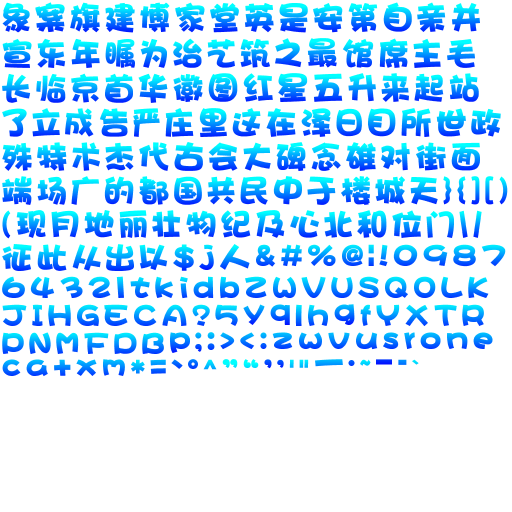 象案旗建博家堂英是安第自亲并
宣东年瞩为治艺筑之最馆席主毛
长临京首华徽图红星五升来起站
了立成告严庄里这在泽日目所世政
殊特术杰代古会大碑念雄对街面
端场广的都国共民中于楼城天}{][)
(现月地丽壮物纪及心北和位门\/
征此从出以$j人&#%@¦!0987
6432ltkidbZWVUSQOLK
JIHGECA?5Yq1hgfyXTR
PNMFDBp;:><:zwvusrone
ca+xm*=